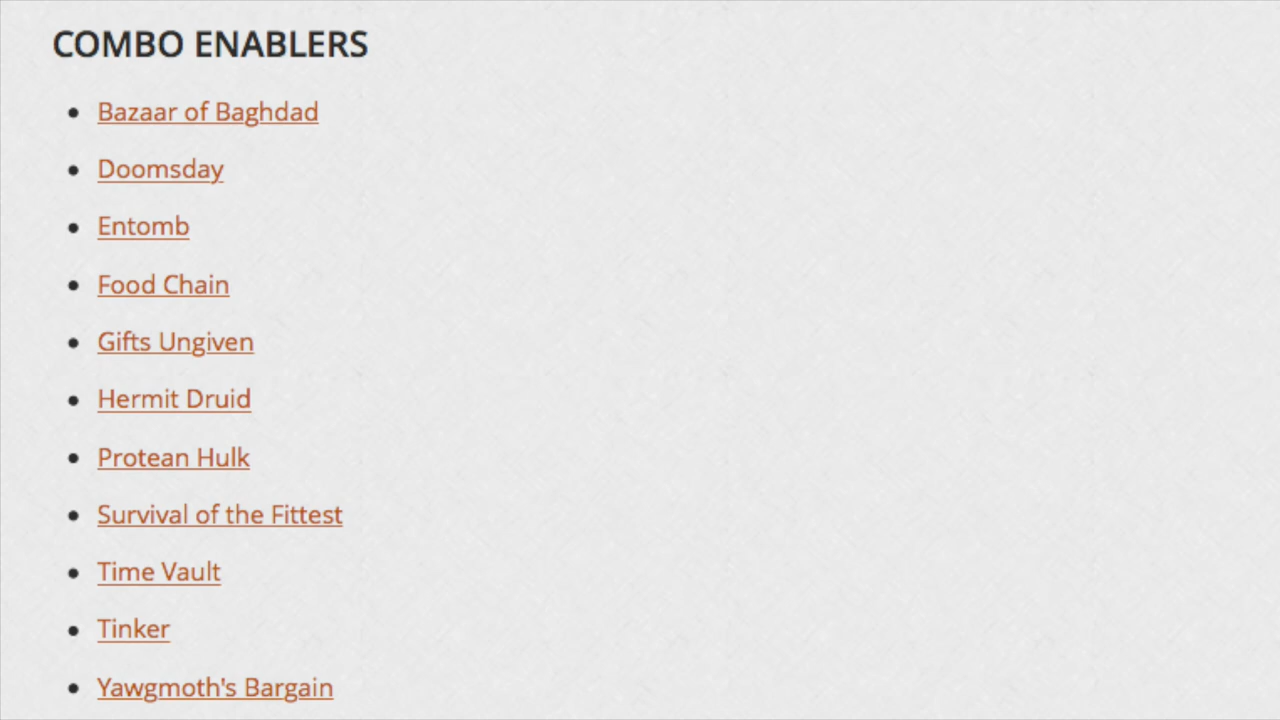 COMBO ENABLERS
Bazaar of Baghdad
Doomsday
Entomb
Food Chain
Gifts Ungiven
Hermit Druid
Protean Hulk
Survival of the Fittest
Time Vault
Tinker
Yawgmoth's Bargain